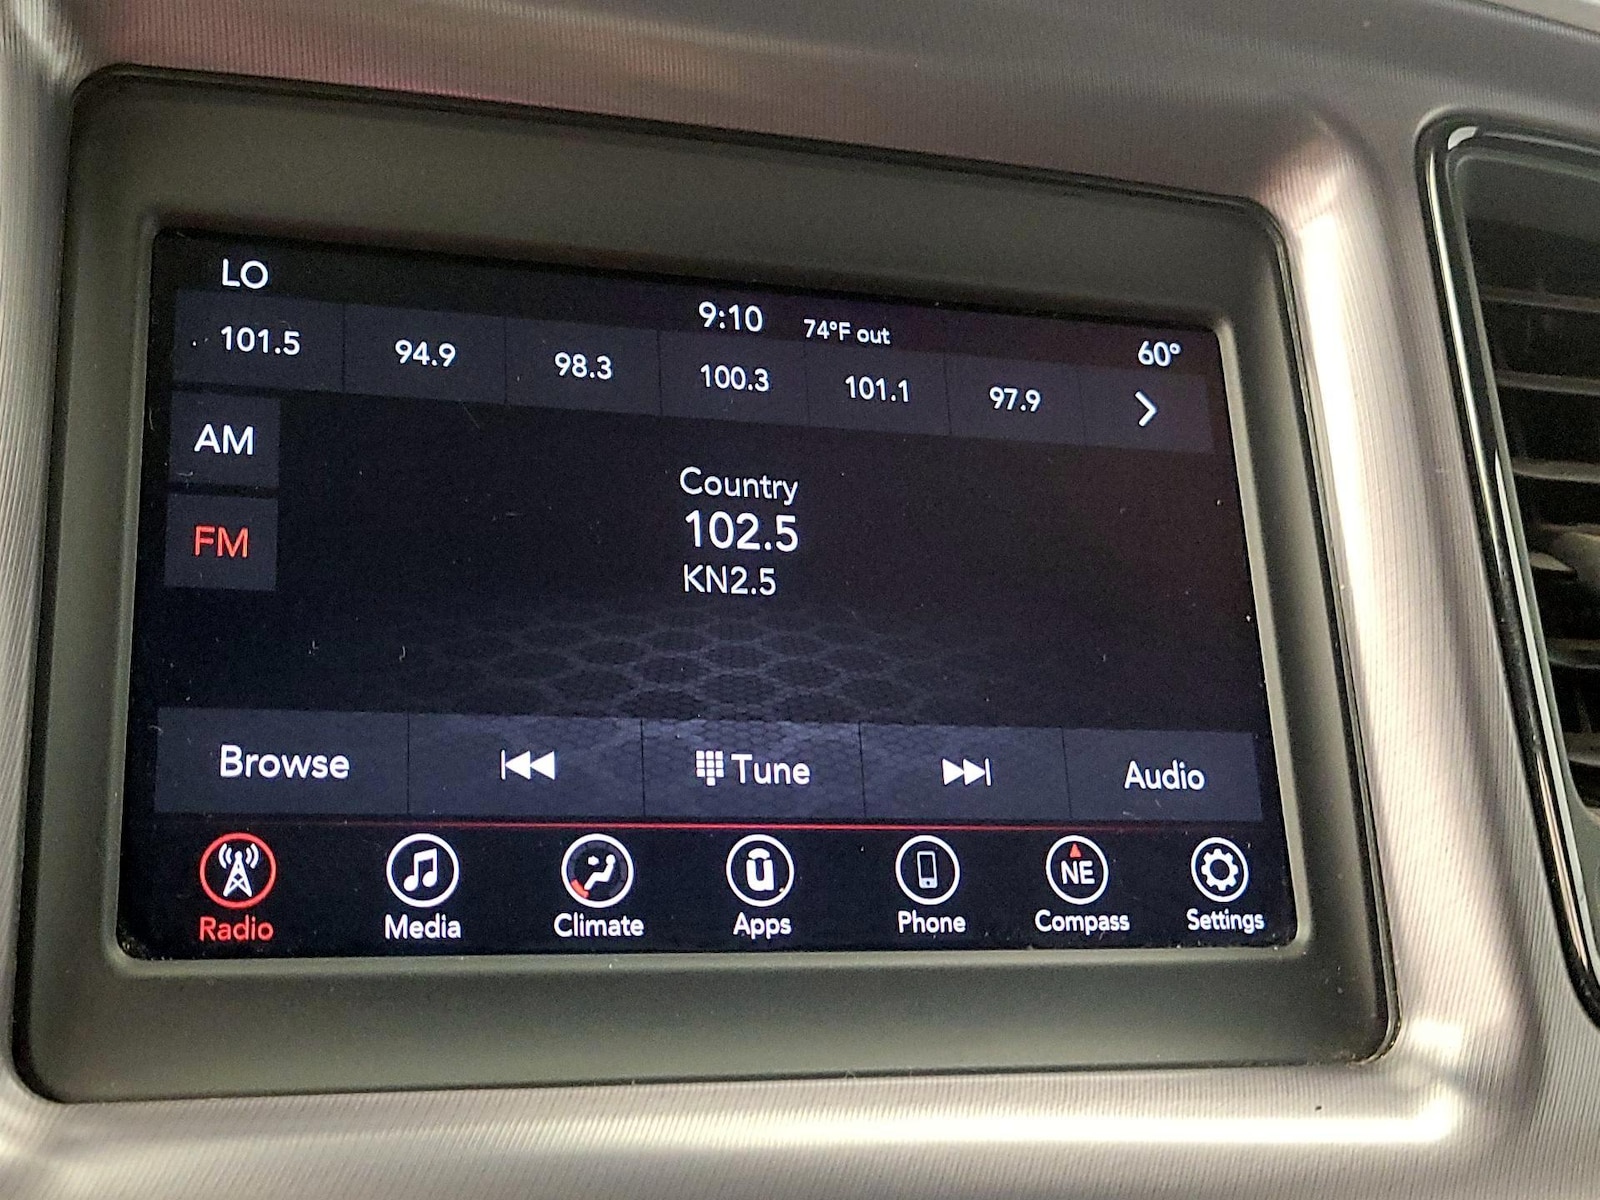 LO
9:10 74°F out
60°
101.5 94.9 98.3 100.3 101.1 97.9
AM
FM
Country
102.5
KN2.5
Browse Tune Audio
NE
Radio Media Climate Apps Phone Compass Settings